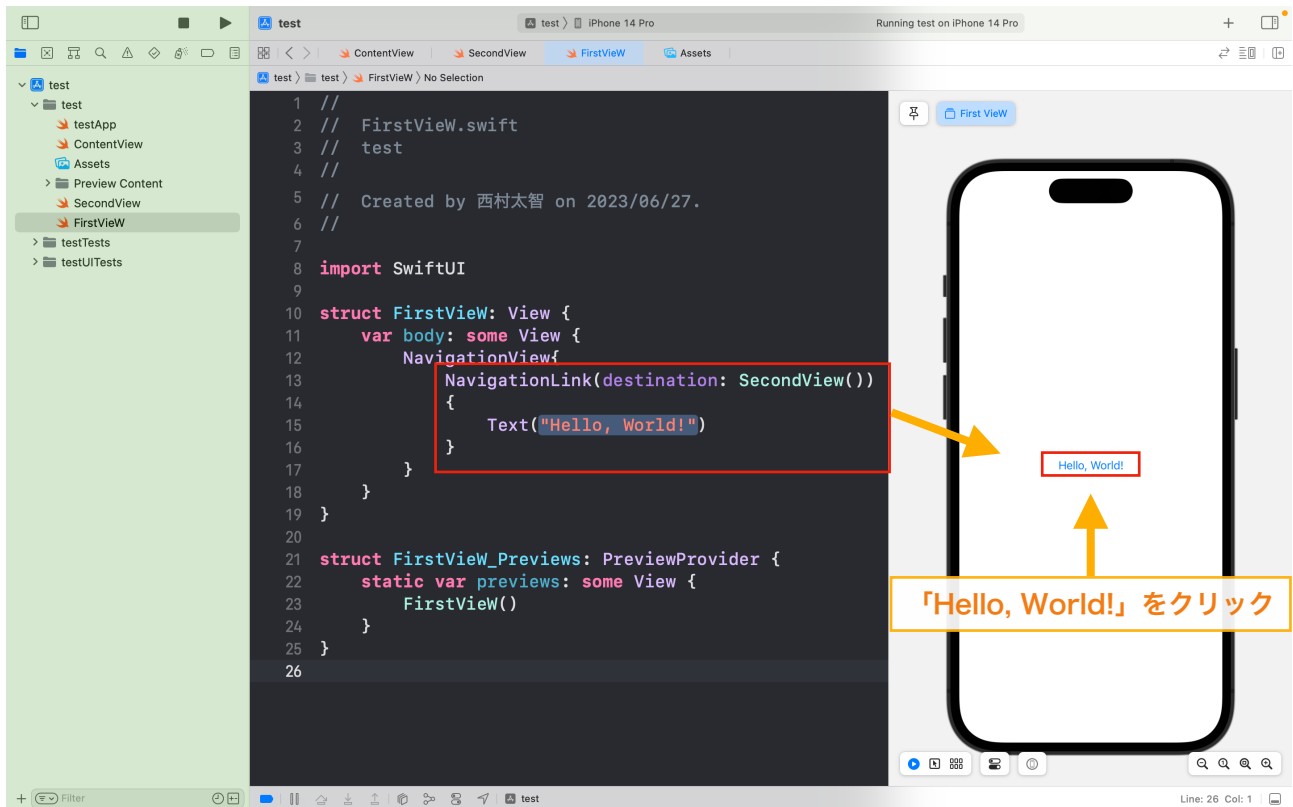 test
test 〉 iPhone 14 Pro
Running test on iPhone 14 Pro
ContentView
SecondView
FirstVieW
Assets
test 〉 test 〉 FirstVieW 〉 No Selection
test
test
testApp
ContentView
Assets
Preview Content
SecondView
FirstVieW
testTests
testUITests
Filter
1 //
2 //  FirstVieW.swift
3 //  test
4 //
5 //  Created by 西村太智 on 2023/06/27.
6 //
7
8 import SwiftUI
9
10 struct FirstVieW: View {
11     var body: some View {
12         NavigationView{
13             NavigationLink(destination: SecondView())
14             {
15                 Text("Hello, World!")
16             }
17         }
18     }
19 }
20
21 struct FirstVieW_Previews: PreviewProvider {
22     static var previews: some View {
23         FirstVieW()
24     }
25 }
26
First VieW
Hello, World!
「Hello, World!」をクリック
test
Line: 26 Col: 1